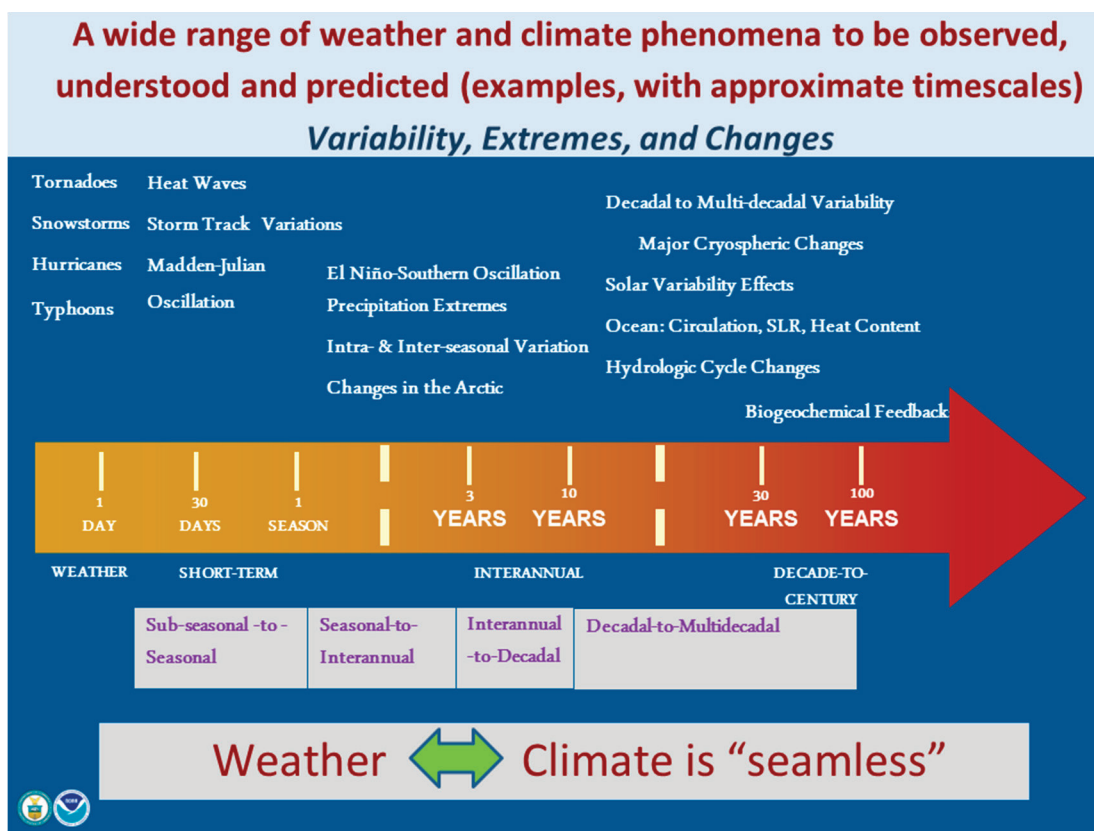 A wide range of weather and climate phenomena to be observed,
understood and predicted (examples, with approximate timescales)
Variability, Extremes, and Changes
Tornadoes
Snowstorms
Hurricanes
Typhoons
Heat Waves
Storm Track Variations
Madden-Julian
Oscillation
El Niño-Southern Oscillation
Precipitation Extremes
Intra- & Inter-seasonal Variation
Changes in the Arctic
Decadal to Multi-decadal Variability
Major Cryospheric Changes
Solar Variability Effects
Ocean: Circulation, SLR, Heat Content
Hydrologic Cycle Changes
Biogeochemical Feedback
1
DAY
30
DAYS
1
SEASON
3
YEARS
10
YEARS
30
YEARS
100
YEARS
WEATHER
SHORT-TERM
INTERANNUAL
DECADE-TO-
CENTURY
Sub-seasonal -to -
Seasonal
Seasonal-to-
Interannual
Interannual
-to-Decadal
Decadal-to-Multidecadal
Weather Climate is “seamless”